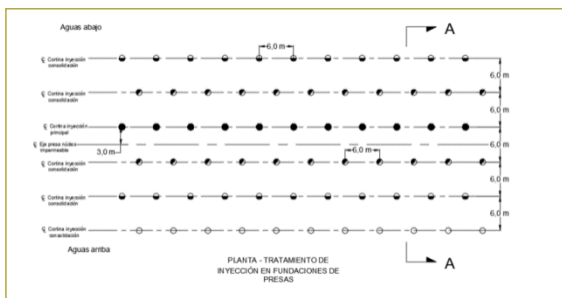 Aguas abajo
A
6,0 m
℄ Cortina inyección
consolidación
6,0 m
℄ Cortina inyección
consolidación
6,0 m
℄ Cortina inyección
principal
℄ Eje presa núcleo
impermeable
3,0 m
6,0 m
℄ Cortina inyección
consolidación
6,0 m
6,0 m
℄ Cortina inyección
consolidación
6,0 m
℄ Cortina inyección
consolidación
Aguas arriba
A
PLANTA - TRATAMIENTO DE
INYECCIÓN EN FUNDACIONES DE
PRESAS